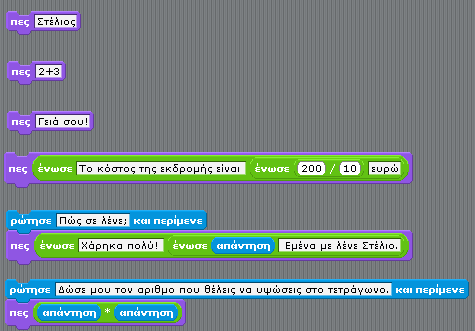 πες Στέλιος
πες 2+3
πες Γειά σου!
πες ένωσε Το κόστος της εκδρομής είναι ένωσε 200 / 10 ευρώ
ρώτησε Πώς σε λένε; και περίμενε
πες ένωσε Χάρηκα πολύ! ένωσε απάντηση Εμένα με λένε Στέλιο.
ρώτησε Δώσε μου τον αριθμο που θέλεις να υψώσεις στο τετράγωνο. και περίμενε
πες απάντηση * απάντηση